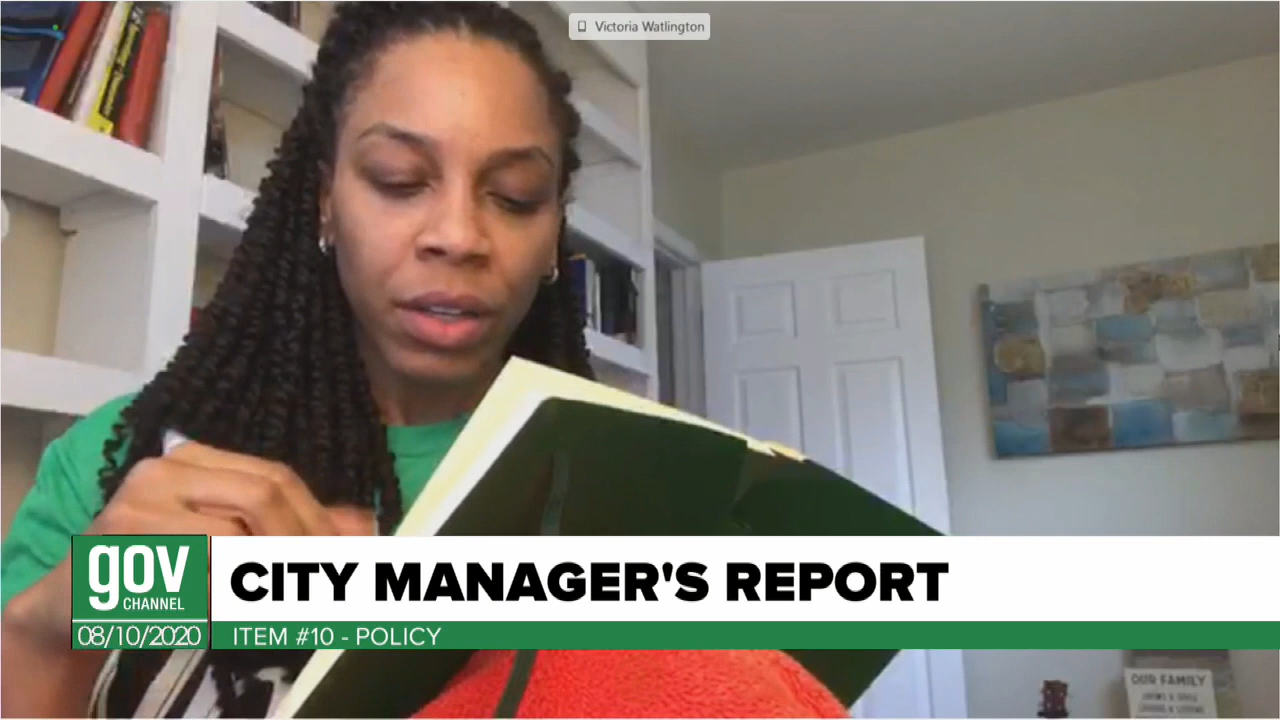 Victoria Watlington
gov
CHANNEL
08/10/2020
CITY MANAGER'S REPORT
ITEM #10 - POLICY
OUR FAMILY